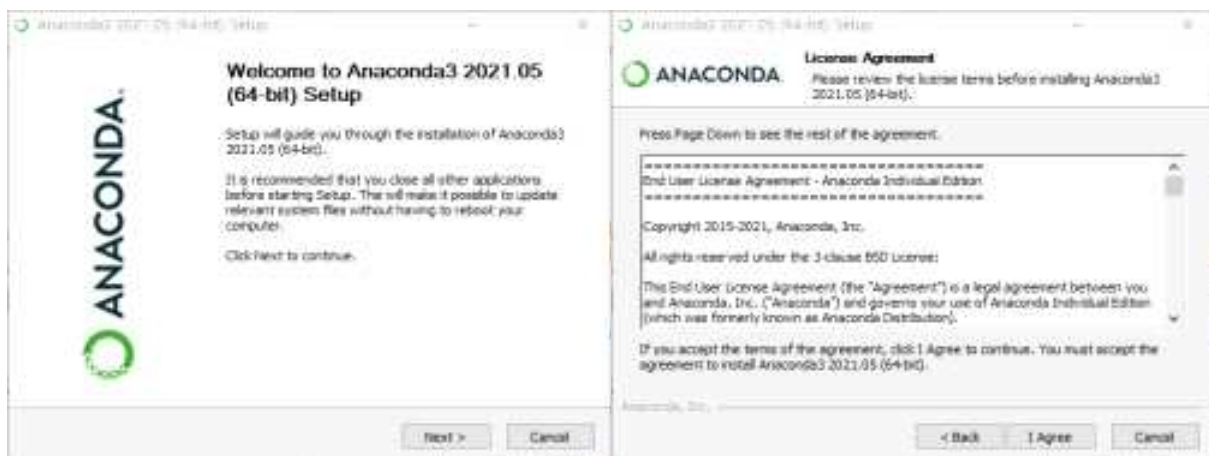 Anaconda3 2021.05 (64-bit) Setup
Welcome to Anaconda3 2021.05
(64-bit) Setup
Setup will guide you through the installation of Anaconda3
2021.05 (64-bit).
It is recommended that you close all other applications
before starting Setup. This will make it possible to update
relevant system files without having to reboot your
computer.
Click Next to continue.
ANACONDA.
Next >
Cancel
Anaconda3 2021.05 (64-bit) Setup
ANACONDA
License Agreement
Please review the license terms before installing Anaconda3
2021.05 (64-bit).
Press Page Down to see the rest of the agreement.
======================================
End User License Agreement - Anaconda Individual Edition
======================================
Copyright 2015-2021, Anaconda, Inc.
All rights reserved under the 3-clause BSD License:
This End User License Agreement (the "Agreement") is a legal agreement between you
and Anaconda, Inc. ("Anaconda") and governs your use of Anaconda Individual Edition
(which was formerly known as Anaconda Distribution).
If you accept the terms of the agreement, click I Agree to continue. You must accept the
agreement to install Anaconda3 2021.05 (64-bit).
Anaconda, Inc.
< Back
I Agree
Cancel